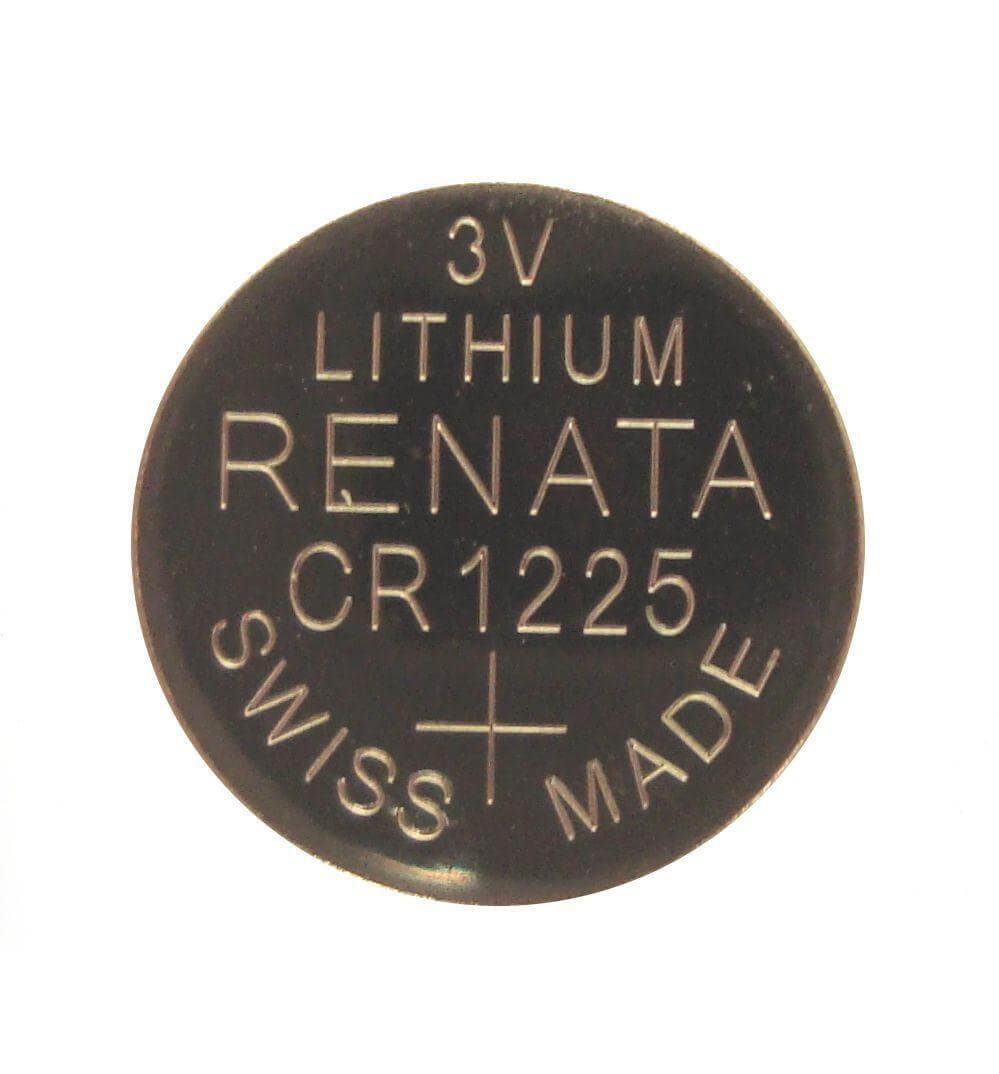 3V
LITHIUM
RENATA
CR1225
+
SWISS MADE